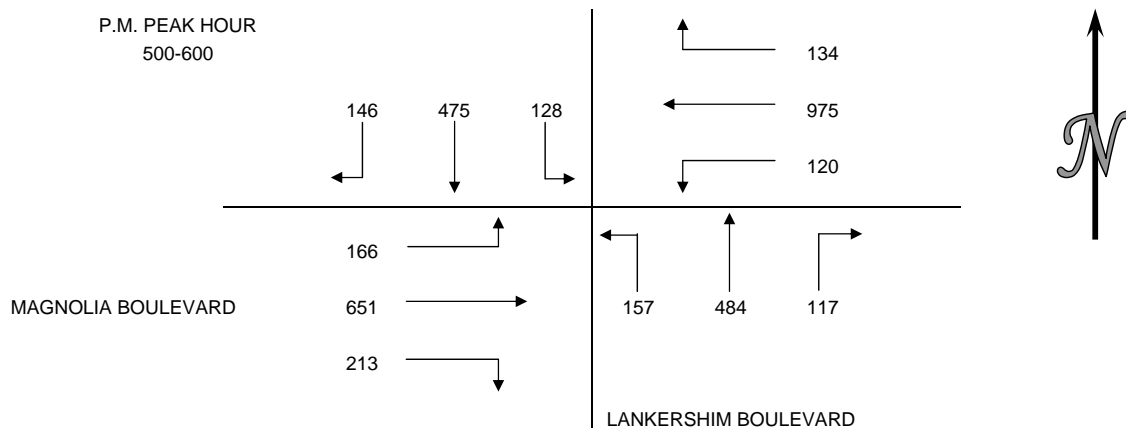 P.M. PEAK HOUR
500-600
134
146 475 128 975
120
166
MAGNOLIA BOULEVARD 651 157 484 117
213
LANKERSHIM BOULEVARD
N